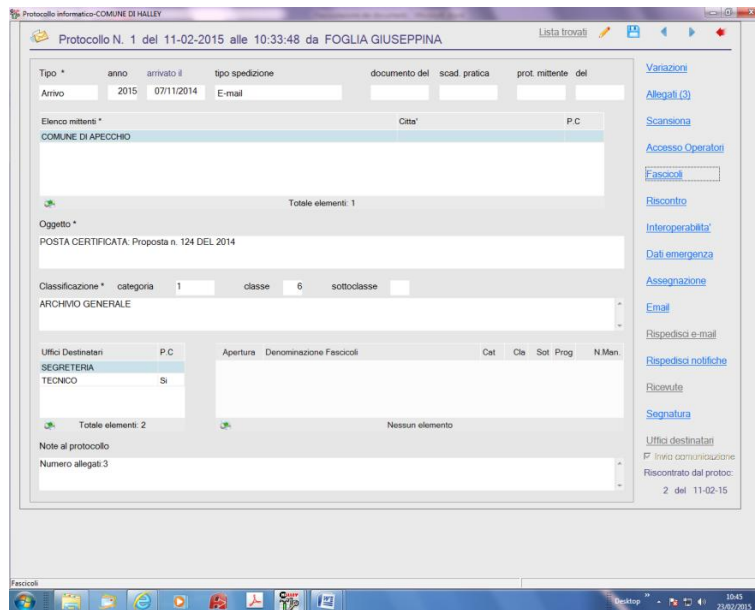 Protocollo informatico-COMUNE DI HALLEY
Protocollo N. 1 del 11-02-2015 alle 10:33:48 da FOGLIA GIUSEPPINA
Lista trovati
Tipo * anno arrivato il tipo spedizione documento del scad. pratica prot. mittente del
Arrivo 2015 07/11/2014 E-mail
Elenco mittenti * Citta' P.C
COMUNE DI APECCHIO
Totale elementi: 1
Oggetto *
POSTA CERTIFICATA: Proposta n. 124 DEL 2014
Classificazione * categoria 1 classe 6 sottoclasse
ARCHIVIO GENERALE
Uffici Destinatari P.C
SEGRETERIA
TECNICO Si
Totale elementi: 2
Apertura Denominazione Fascicoli Cat Cla Sot Prog N.Man.
Nessun elemento
Note al protocollo
Numero allegati:3
Variazioni
Allegati (3)
Scansiona
Accesso Operatori
Fascicoli
Riscontro
Interoperabilita'
Dati emergenza
Assegnazione
Email
Rispedisci e-mail
Rispedisci notifiche
Ricevute
Segnatura
Uffici destinatari
Invia comunicazione
Riscontrato dal protoc:
2 del 11-02-15
Fascicoli
Desktop
10:45
23/02/2015